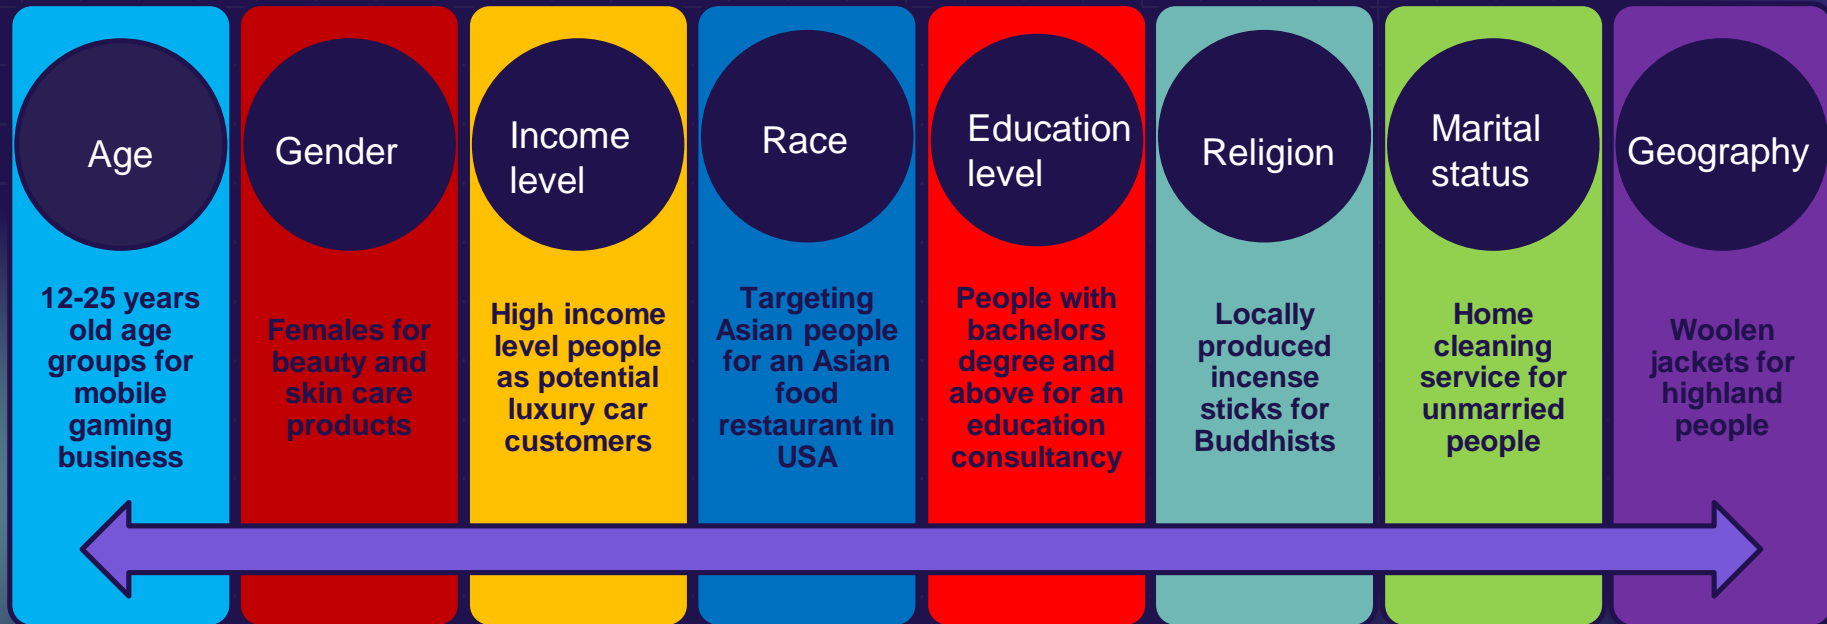 Age
12-25 years
old age
groups for
mobile
gaming
business
Gender
Females for
beauty and
skin care
products
Income
level
High income
level people
as potential
luxury car
customers
Race
Targeting
Asian people
for an Asian
food
restaurant in
USA
Education
level
People with
bachelors
degree and
above for an
education
consultancy
Religion
Locally
produced
incense
sticks for
Buddhists
Marital
status
Home
cleaning
service for
unmarried
people
Geography
Woolen
jackets for
highland
people